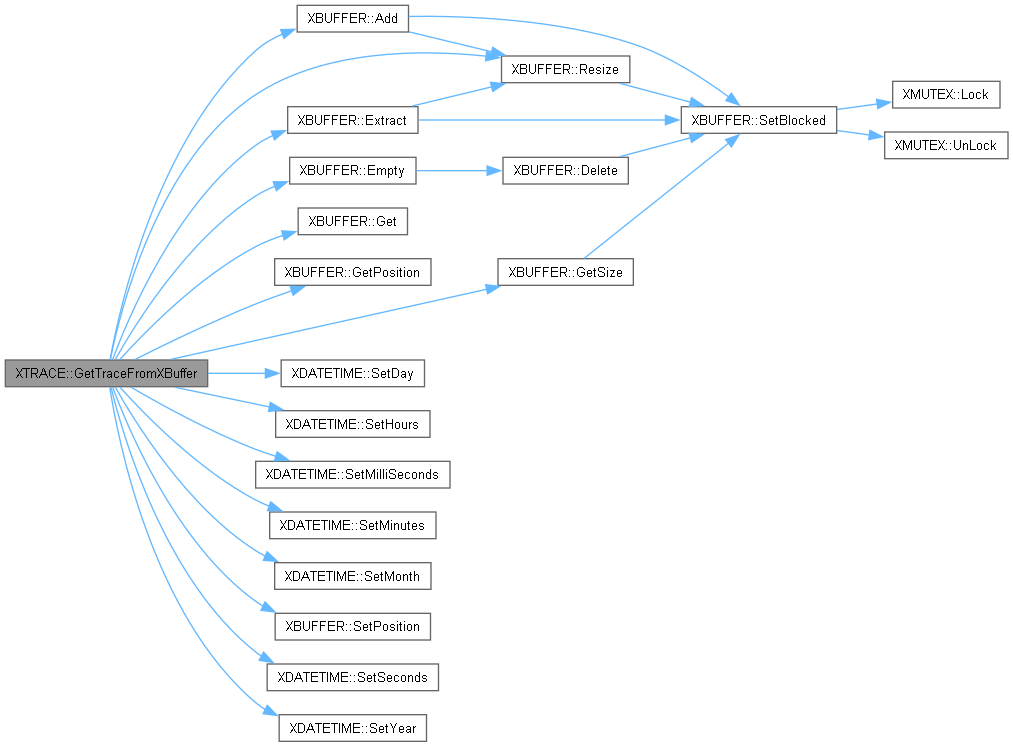 XBUFFER::Add
XBUFFER::Resize
XMUTEX::Lock
XBUFFER::Extract
XBUFFER::SetBlocked
XMUTEX::UnLock
XBUFFER::Empty
XBUFFER::Delete
XBUFFER::Get
XBUFFER::GetPosition
XBUFFER::GetSize
XTRACE::GetTraceFromXBuffer
XDATETIME::SetDay
XDATETIME::SetHours
XDATETIME::SetMilliSeconds
XDATETIME::SetMinutes
XDATETIME::SetMonth
XBUFFER::SetPosition
XDATETIME::SetSeconds
XDATETIME::SetYear